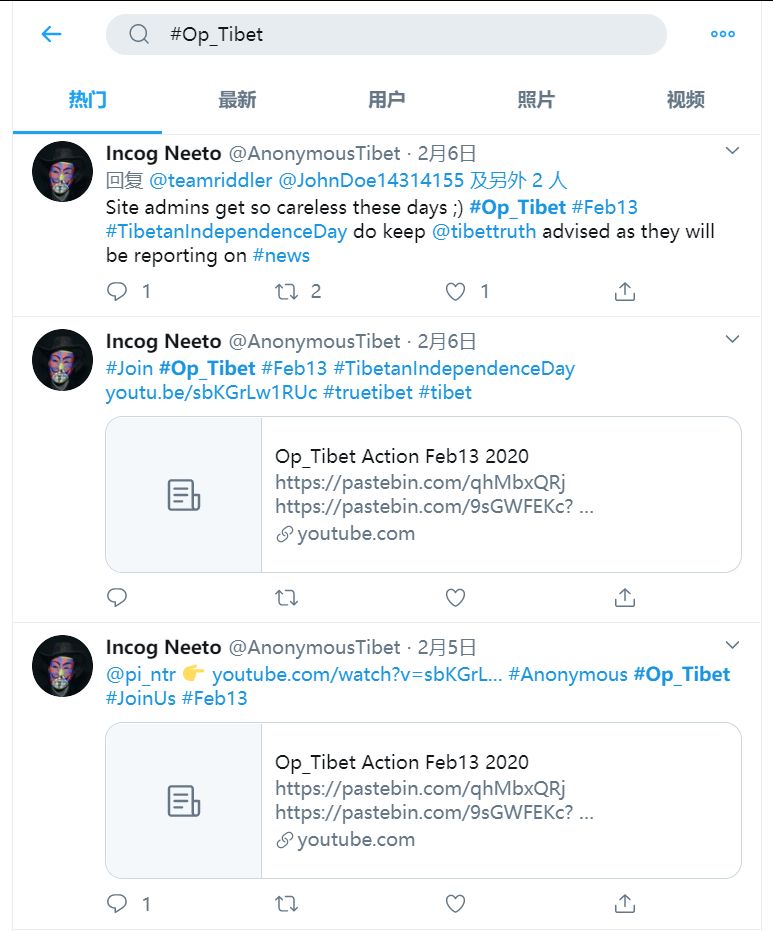 #Op_Tibet
热门 最新 用户 照片 视频
Incog Neeto @AnonymousTibet · 2月6日
回复 @teamriddler @JohnDoe14314155 及另外 2 人
Site admins get so careless these days ;) #Op_Tibet #Feb13
#TibetanIndependenceDay do keep @tibettruth advised as they will
be reporting on #news
1 2 1
Incog Neeto @AnonymousTibet · 2月6日
#Join #Op_Tibet #Feb13 #TibetanIndependenceDay
youtu.be/sbKGrLw1RUc #truetibet #tibet
Op_Tibet Action Feb13 2020
https://pastebin.com/qhMbxQRj
https://pastebin.com/9sGWFEKc? ...
youtube.com
Incog Neeto @AnonymousTibet · 2月5日
@pi_ntr 👉 youtube.com/watch?v=sbKGrL... #Anonymous #Op_Tibet
#JoinUs #Feb13
Op_Tibet Action Feb13 2020
https://pastebin.com/qhMbxQRj
https://pastebin.com/9sGWFEKc? ...
youtube.com
1